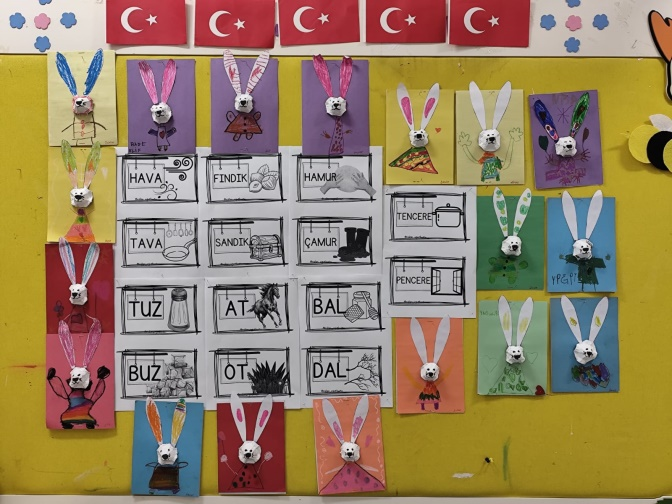 HAVA
FINDIK
HAMUR
TAVA
SANDIK
ÇAMUR
TENCERE
PENCERE
TUZ
AT
BAL
BUZ
OT
DAL